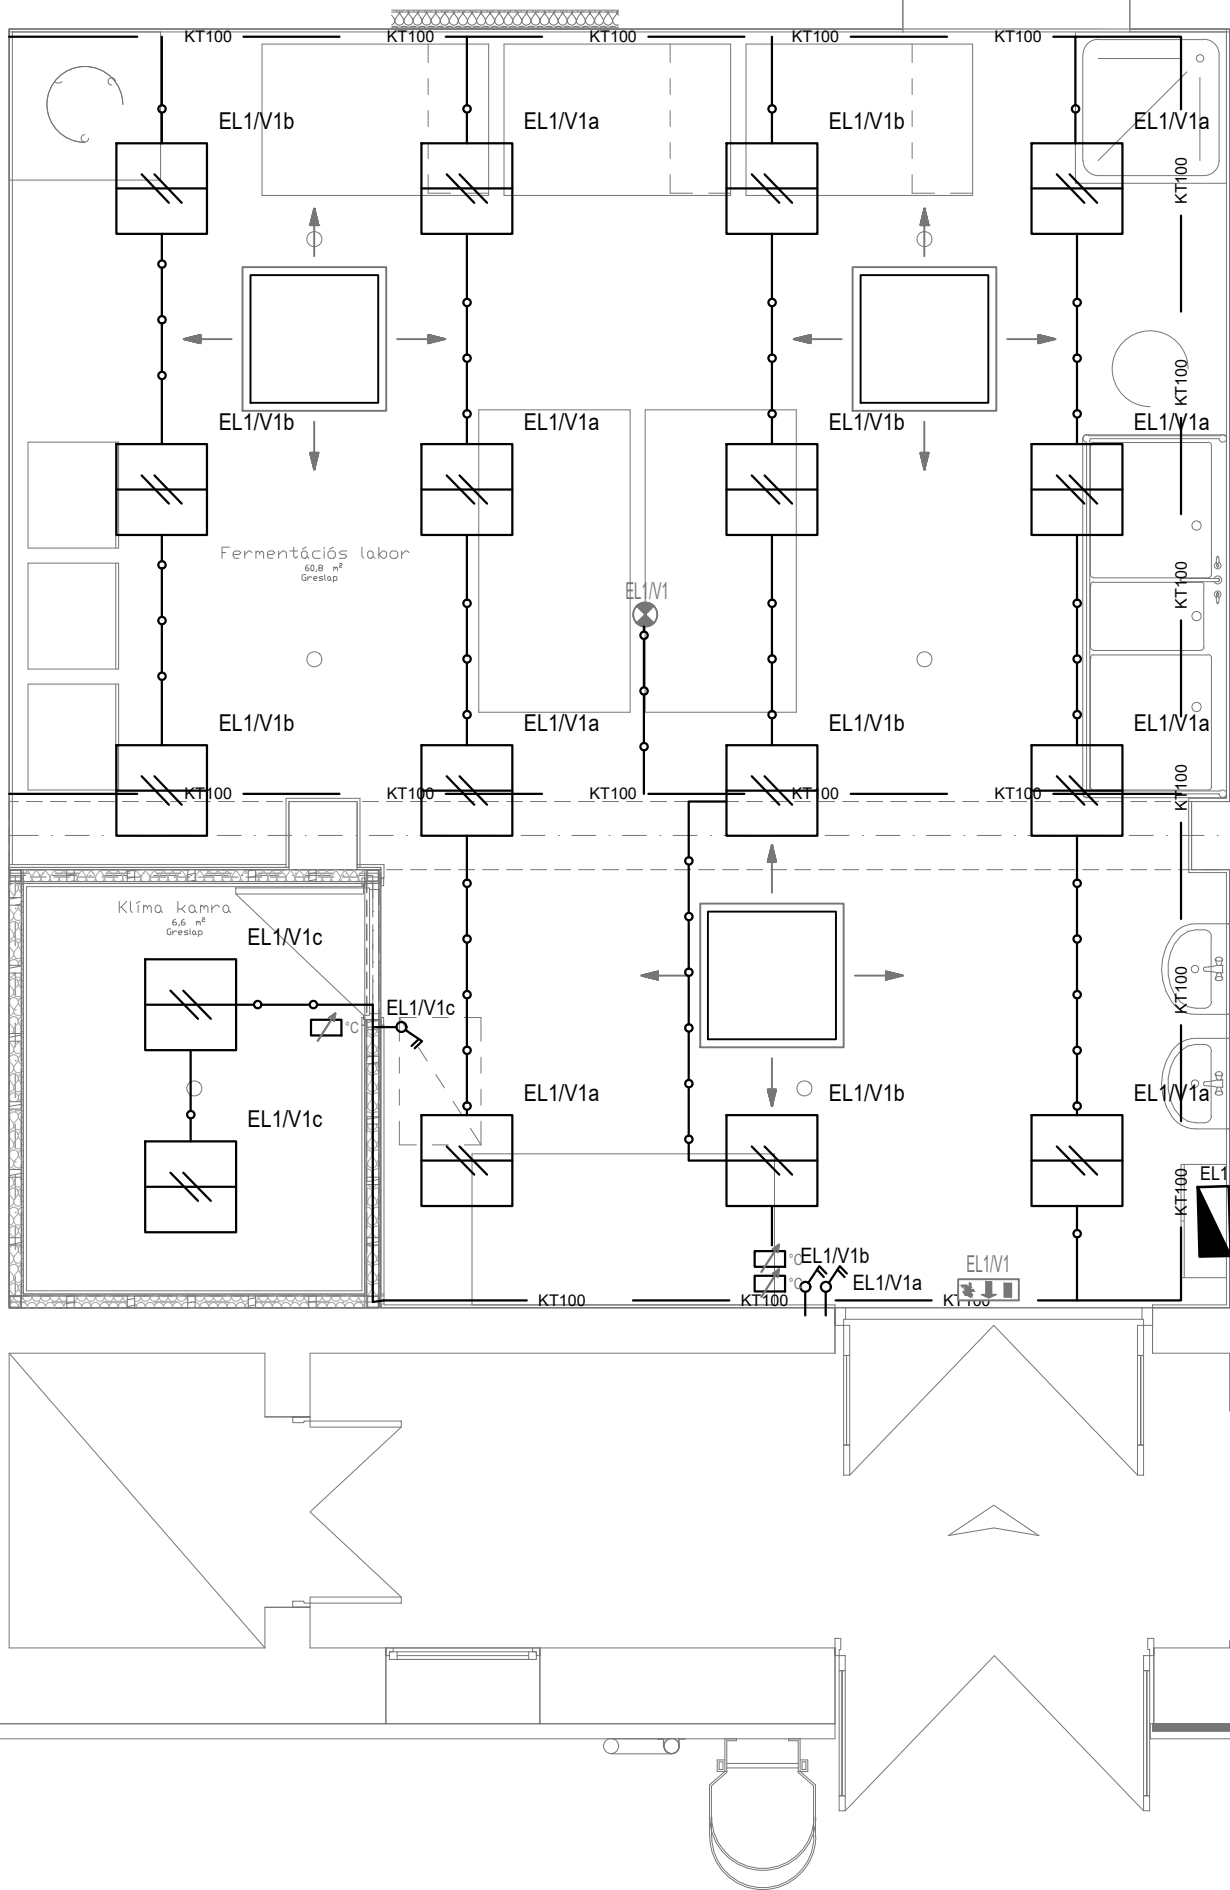 KT100 KT100 KT100 KT100 KT100
EL1/V1b EL1/V1a EL1/V1b EL1/V1a
KT100
KT100
EL1/V1b EL1/V1a EL1/V1b EL1/V1a
Fermentációs labor
60,8 m²
Greslap
EL1/V1
KT100
EL1/V1b EL1/V1a EL1/V1b EL1/V1a
KT100 KT100 KT100 KT100 KT100 KT100
Klíma kamra
6,6 m²
Greslap
EL1/V1c
KT100
EL1/V1c
°C
EL1/V1c EL1/V1a EL1/V1b EL1/V1a
KT100
EL1
°C
EL1/V1b
EL1/V1
°C
EL1/V1a
KT100 KT100 KT100